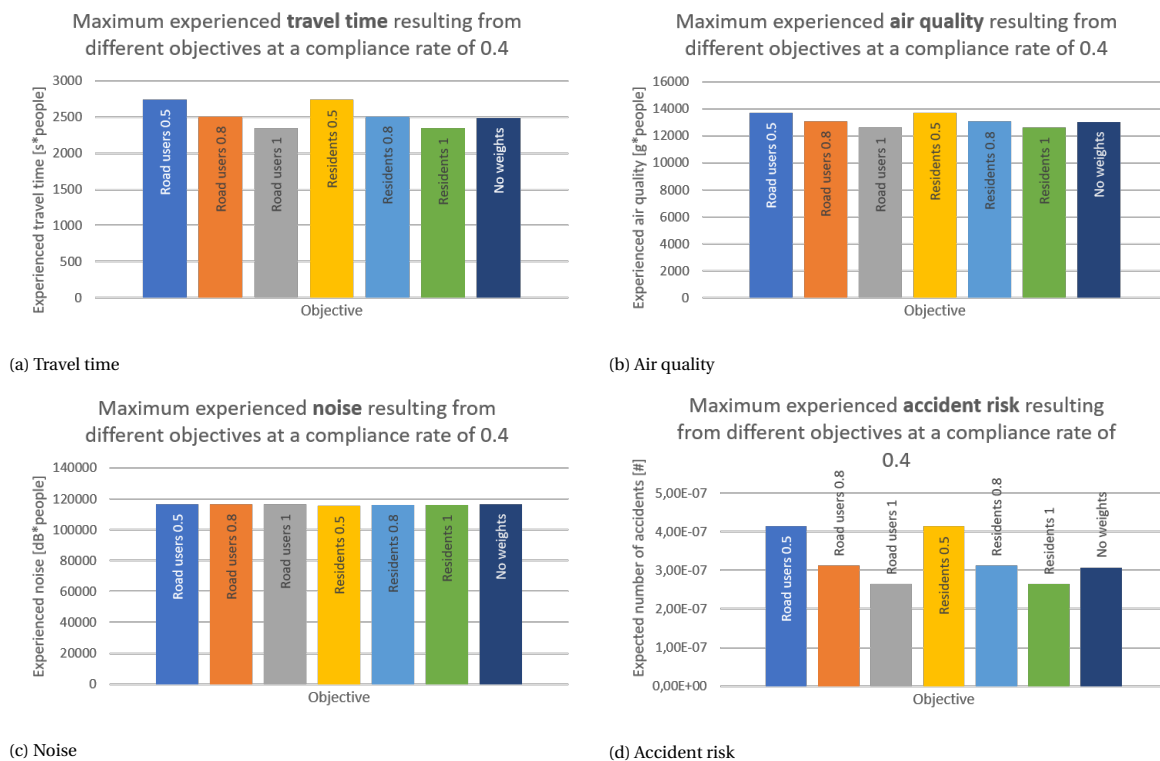 Maximum experienced travel time resulting from
different objectives at a compliance rate of 0.4
Experienced travel time [s*people]
3000
2500
2000
1500
1000
500
0
Road users 0.5
Road users 0.8
Road users 1
Residents 0.5
Residents 0.8
Residents 1
No weights
Objective
(a) Travel time
Maximum experienced air quality resulting from
different objectives at a compliance rate of 0.4
Experienced air quality [g*people]
16000
14000
12000
10000
8000
6000
4000
2000
0
Road users 0.5
Road users 0.8
Road users 1
Residents 0.5
Residents 0.8
Residents 1
No weights
Objective
(b) Air quality
Maximum experienced noise resulting from
different objectives at a compliance rate of 0.4
Experienced noise [dB*people]
140000
120000
100000
80000
60000
40000
20000
0
Road users 0.5
Road users 0.8
Road users 1
Residents 0.5
Residents 0.8
Residents 1
No weights
Objective
(c) Noise
Maximum experienced accident risk resulting
from different objectives at a compliance rate of
0.4
Expected number of accidents [#]
5,00E-07
4,00E-07
3,00E-07
2,00E-07
1,00E-07
0,00E+00
Road users 0.5
Road users 0.8
Road users 1
Residents 0.5
Residents 0.8
Residents 1
No weights
Objective
(d) Accident risk